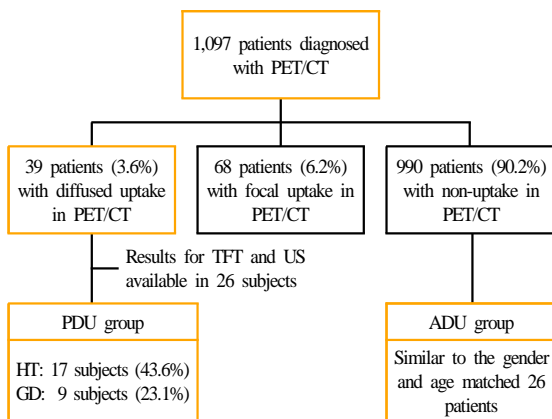 1,097 patients diagnosed
with PET/CT
39 patients (3.6%)
with diffused uptake
in PET/CT
68 patients (6.2%)
with focal uptake in
PET/CT
990 patients (90.2%)
with non-uptake in
PET/CT
Results for TFT and US
available in 26 subjects
PDU group
HT: 17 subjects (43.6%)
GD: 9 subjects (23.1%)
ADU group
Similar to the gender
and age matched 26
patients